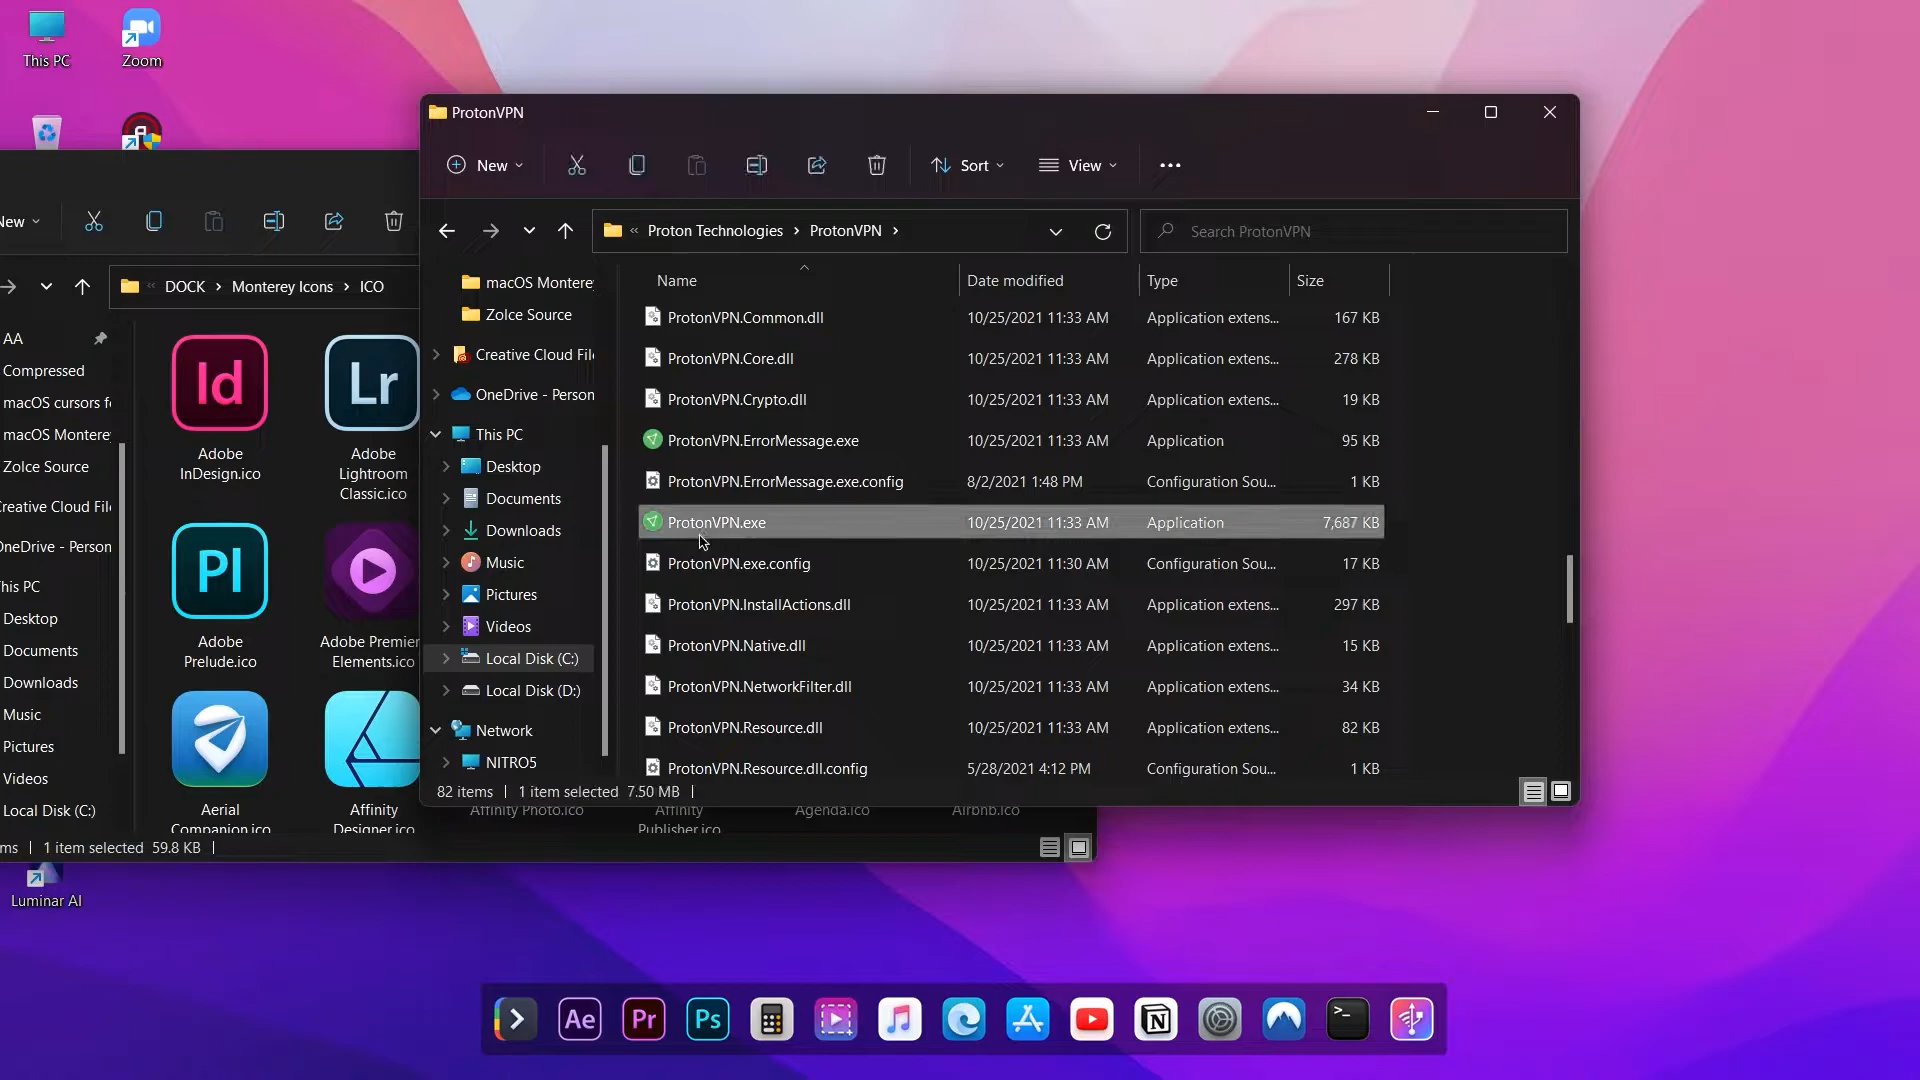 This PC
Zoom
ProtonVPN
New
Sort
View
Proton Technologies › ProtonVPN ›
Search ProtonVPN
Name
Date modified
Type
Size
macOS Montere
Zolce Source
Creative Cloud Fil
OneDrive - Person
This PC
Desktop
Documents
Downloads
Music
Pictures
Videos
Local Disk (C:)
Local Disk (D:)
Network
NITRO5
ProtonVPN.Common.dll 10/25/2021 11:33 AM Application extens... 167 KB
ProtonVPN.Core.dll 10/25/2021 11:33 AM Application extens... 278 KB
ProtonVPN.Crypto.dll 10/25/2021 11:33 AM Application extens... 19 KB
ProtonVPN.ErrorMessage.exe 10/25/2021 11:33 AM Application 95 KB
ProtonVPN.ErrorMessage.exe.config 8/2/2021 1:48 PM Configuration Sou... 1 KB
ProtonVPN.exe 10/25/2021 11:33 AM Application 7,687 KB
ProtonVPN.exe.config 10/25/2021 11:30 AM Configuration Sou... 17 KB
ProtonVPN.InstallActions.dll 10/25/2021 11:33 AM Application extens... 297 KB
ProtonVPN.Native.dll 10/25/2021 11:33 AM Application extens... 15 KB
ProtonVPN.NetworkFilter.dll 10/25/2021 11:33 AM Application extens... 34 KB
ProtonVPN.Resource.dll 10/25/2021 11:33 AM Application extens... 82 KB
ProtonVPN.Resource.dll.config 5/28/2021 4:12 PM Configuration Sou... 1 KB
82 items | 1 item selected 7.50 MB |
New
DOCK › Monterey Icons › ICO
AA
Compressed
macOS cursors f
macOS Montere
Zolce Source
Creative Cloud Fil
OneDrive - Person
This PC
Desktop
Documents
Downloads
Music
Pictures
Videos
Local Disk (C:)
Id
Adobe
InDesign.ico
Lr
Adobe
Lightroom
Classic.ico
Pl
Adobe
Prelude.ico
Adobe Premier
Elements.ico
Aerial
Companion.ico
Affinity
Designer.ico
Affinity Photo.ico
Affinity
Publisher.ico
Agenda.ico
Airbnb.ico
ms | 1 item selected 59.8 KB |
Luminar AI
Ae
Pr
Ps
N